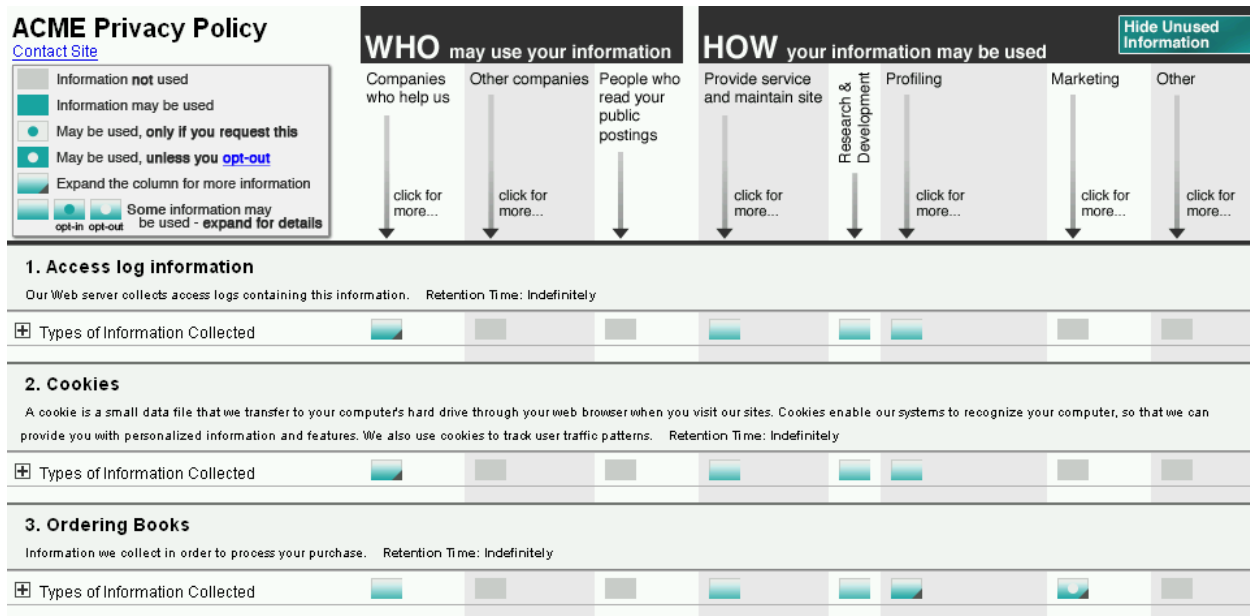 ACME Privacy Policy
Contact Site
Information not used
Information may be used
May be used, only if you request this
May be used, unless you opt-out
Expand the column for more information
Some information may
be used - expand for details
opt-in opt-out
WHO may use your information
HOW your information may be used
Hide Unused
Information
Companies
who help us
click for
more...
Other companies
click for
more...
People who
read your
public
postings
Provide service
and maintain site
click for
more...
Research &
Development
Profiling
click for
more...
Marketing
click for
more...
Other
click for
more...
1. Access log information
Our Web server collects access logs containing this information. Retention Time: Indefinitely
Types of Information Collected
2. Cookies
A cookie is a small data file that we transfer to your computer's hard drive through your web browser when you visit our sites. Cookies enable our systems to recognize your computer, so that we can
provide you with personalized information and features. We also use cookies to track user traffic patterns. Retention Time: Indefinitely
Types of Information Collected
3. Ordering Books
Information we collect in order to process your purchase. Retention Time: Indefinitely
Types of Information Collected